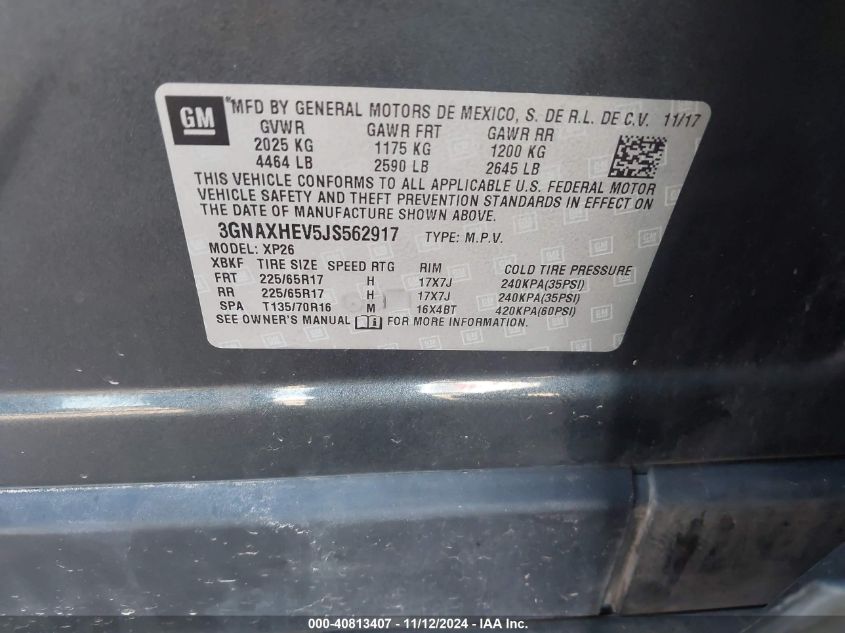 GM
*MFD BY GENERAL MOTORS DE MEXICO, S. DE R.L. DE C.V. 11/17
GVWR GAWR FRT GAWR RR
2025 KG 1175 KG 1200 KG
4464 LB 2590 LB 2645 LB
THIS VEHICLE CONFORMS TO ALL APPLICABLE U.S. FEDERAL MOTOR
VEHICLE SAFETY AND THEFT PREVENTION STANDARDS IN EFFECT ON
THE DATE OF MANUFACTURE SHOWN ABOVE.
3GNAXHEV5JS562917 TYPE: M.P.V.
MODEL: XP26
XBKF TIRE SIZE SPEED RTG RIM COLD TIRE PRESSURE
FRT 225/65R17 H 17X7J 240KPA(35PSI)
RR 225/65R17 H 17X7J 240KPA(35PSI)
SPA T135/70R16 M 16X4BT 420KPA(60PSI)
SEE OWNER'S MANUAL FOR MORE INFORMATION.
000-40813407 - 11/12/2024 - IAA Inc.